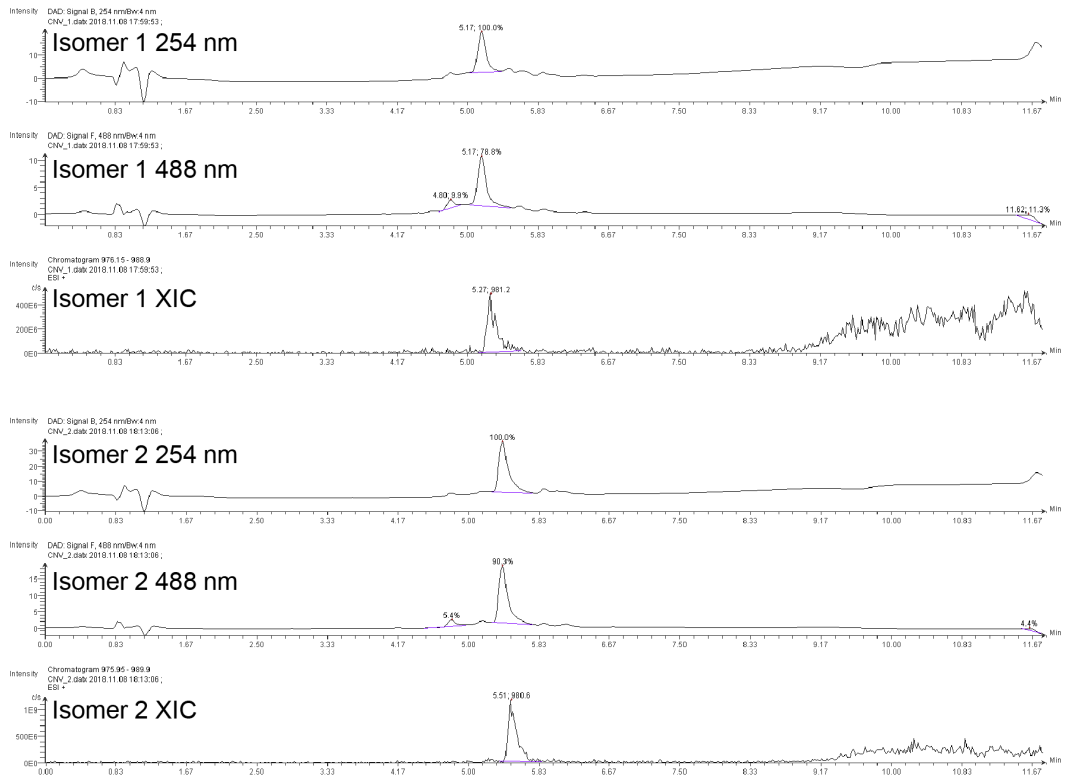 Intensity DAD: Signal B, 254 nm/Bw:4 nm
CNV_1.datx 2018.11.08 17:59:53 ;
Isomer 1 254 nm
5.17; 100.0%
10
0
-10
0.83 1.67 2.50 3.33 4.17 5.00 5.83 6.67 7.50 8.33 9.17 10.00 10.83 11.67 Min
Intensity DAD: Signal F, 488 nm/Bw:4 nm
CNV_1.datx 2018.11.08 17:59:53 ;
Isomer 1 488 nm
5.17; 78.8%
10
5
4.80; 9.9%
11.62; 11.3%
0
0.83 1.67 2.50 3.33 4.17 5.00 5.83 6.67 7.50 8.33 9.17 10.00 10.83 11.67 Min
Intensity Chromatogram 976.15 - 988.9
CNV_1.datx 2018.11.08 17:59:53 ;
ESI +
c/s
Isomer 1 XIC
5.27; 981.2
400E6
200E6
0E0
0.83 1.67 2.50 3.33 4.17 5.00 5.83 6.67 7.50 8.33 9.17 10.00 10.83 11.67 Min
Intensity DAD: Signal B, 254 nm/Bw:4 nm
CNV_2.datx 2018.11.08 18:13:06 ;
Isomer 2 254 nm
100.0%
30
20
10
0
-10
0.00 0.83 1.67 2.50 3.33 4.17 5.00 5.83 6.67 7.50 8.33 9.17 10.00 10.83 11.67 Min
Intensity DAD: Signal F, 488 nm/Bw:4 nm
CNV_2.datx 2018.11.08 18:13:06 ;
Isomer 2 488 nm
90.3%
15
10
5
5.4%
4.4%
0
0.00 0.83 1.67 2.50 3.33 4.17 5.00 5.83 6.67 7.50 8.33 9.17 10.00 10.83 11.67 Min
Intensity Chromatogram 975.95 - 989.9
CNV_2.datx 2018.11.08 18:13:06 ;
ESI +
c/s
Isomer 2 XIC
5.51; 980.6
1E9
500E6
0E0
0.00 0.83 1.67 2.50 3.33 4.17 5.00 5.83 6.67 7.50 8.33 9.17 10.00 10.83 11.67 Min